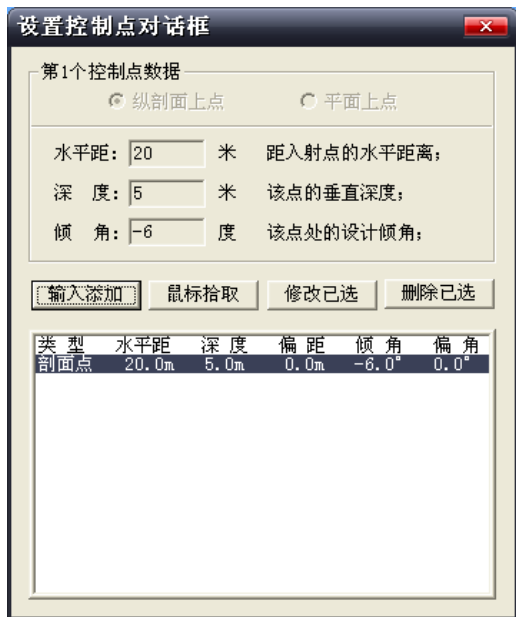 设置控制点对话框
第1个控制点数据
纵剖面上点 平面上点
水平距: 20 米 距入射点的水平距离;
深 度: 5 米 该点的垂直深度;
倾 角: -6 度 该点处的设计倾角;
输入添加 鼠标拾取 修改已选 删除已选
类 型 水平距 深 度 偏 距 倾 角 偏 角
剖面点 20.0m 5.0m 0.0m -6.0° 0.0°